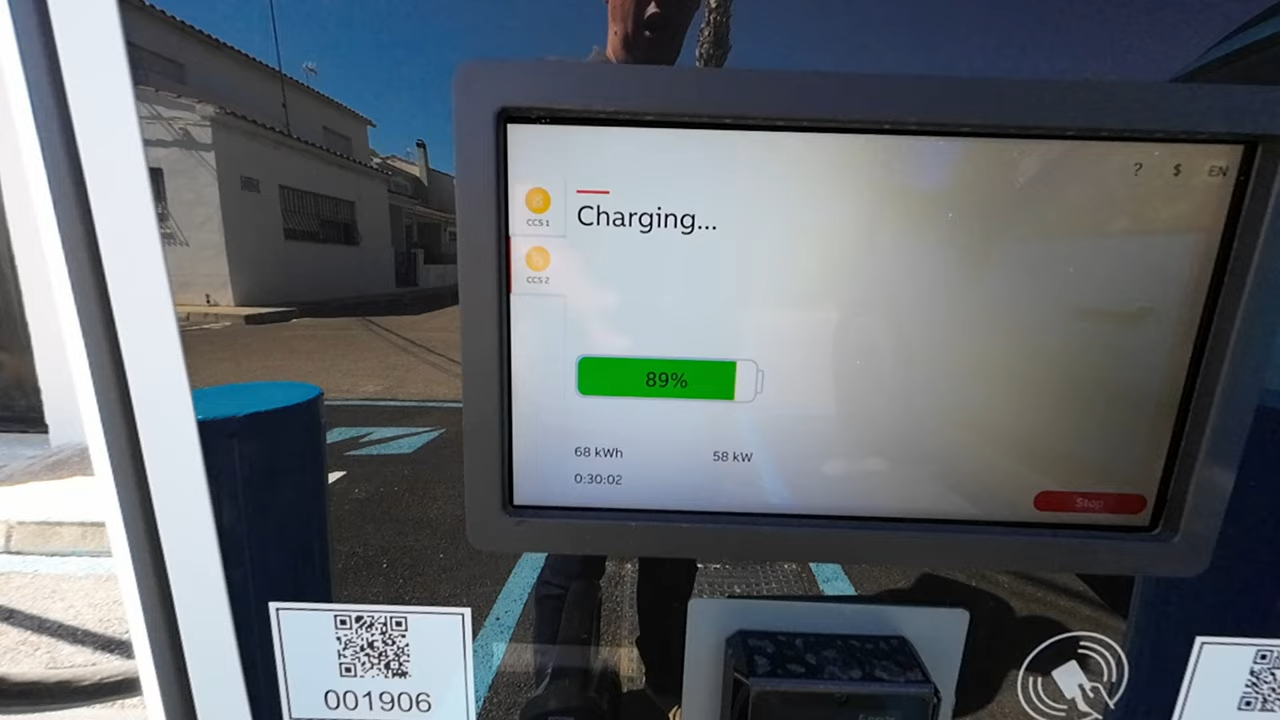 ? $ EN
CCS 1
Charging...
CCS 2
89%
68 kWh 58 kW
0:30:02
Stop
001906